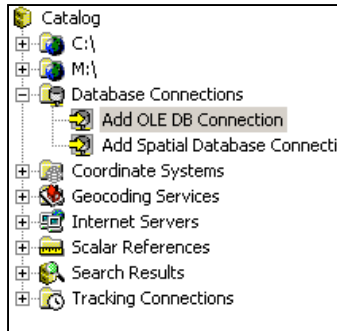 Catalog
C:\
M:\
Database Connections
Add OLE DB Connection
Add Spatial Database Connecti
Coordinate Systems
Geocoding Services
Internet Servers
Scalar References
Search Results
Tracking Connections